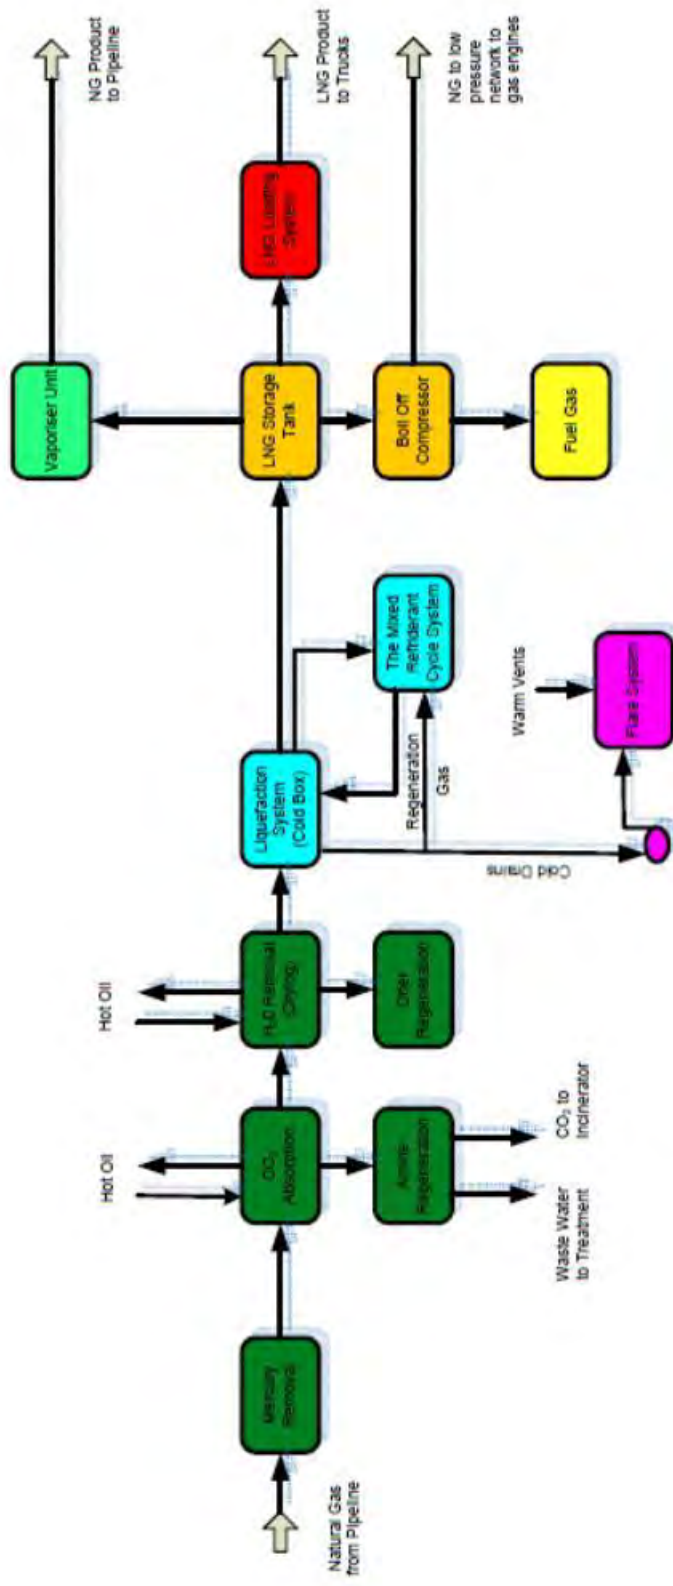 Natural Gas
from Pipeline
Mercury
Removal
Hot Oil
CO₂
Absorption
Amine
Regeneration
Waste Water
to Treatment
CO₂ to
Incinerator
Hot Oil
H₂0 Removal
(Drying)
Drier
Regeneration
Liquefaction
System
(Cold Box)
Regeneration
Gas
Cold Drains
The Mixed
Refridgerant
Cycle System
Warm Vents
Flare System
Vaporiser Unit
NG Product
to Pipeline
LNG Storage
Tank
LNG Loading
System
LNG Product
to Trucks
Boil Off
Compressor
NG to low
pressure
network to
gas engines
Fuel Gas